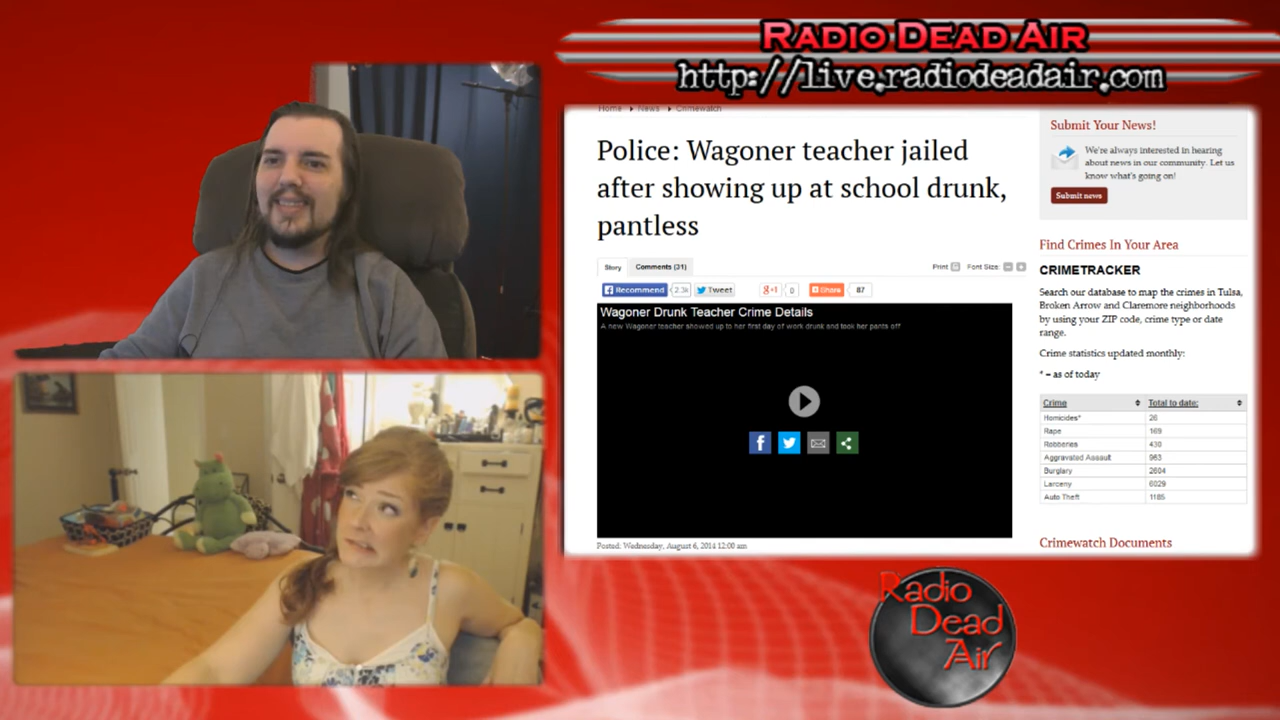 Radio Dead Air
http://live.radiodeadair.com
Home News Crimewatch
Police: Wagoner teacher jailed
after showing up at school drunk,
pantless
Story Comments (31)
Print Font Size:
Recommend 2.3k Tweet +1 0 Share 87
Wagoner Drunk Teacher Crime Details
A new Wagoner teacher showed up to her first day of work drunk and took her pants off
Posted: Wednesday, August 6, 2014 12:00 am
Submit Your News!
We're always interested in hearing
about news in our community. Let us
know what's going on!
Submit news
Find Crimes In Your Area
CRIMETRACKER
Search our database to map the crimes in Tulsa,
Broken Arrow and Claremore neighborhoods
by using your ZIP code, crime type or date
range.
Crime statistics updated monthly:
* = as of today
Crime Total to date:
Homicides* 26
Rape 169
Robberies 430
Aggravated Assault 963
Burglary 2604
Larceny 6029
Auto Theft 1185
Crimewatch Documents
Radio
Dead
Air